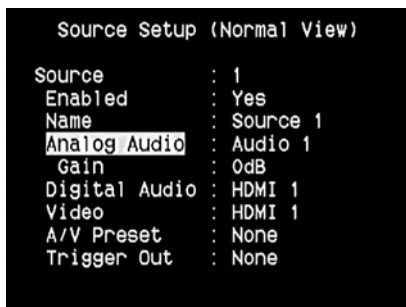 Source Setup (Normal View)
Source : 1
Enabled : Yes
Name : Source 1
Analog Audio : Audio 1
Gain : 0dB
Digital Audio : HDMI 1
Video : HDMI 1
A/V Preset : None
Trigger Out : None